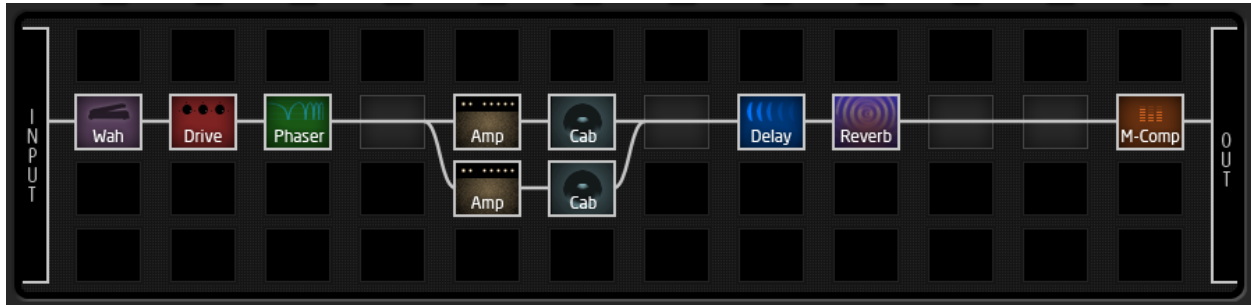 INPUT
Wah
Drive
Phaser
Amp
Cab
Delay
Reverb
M-Comp
OUT
Amp
Cab